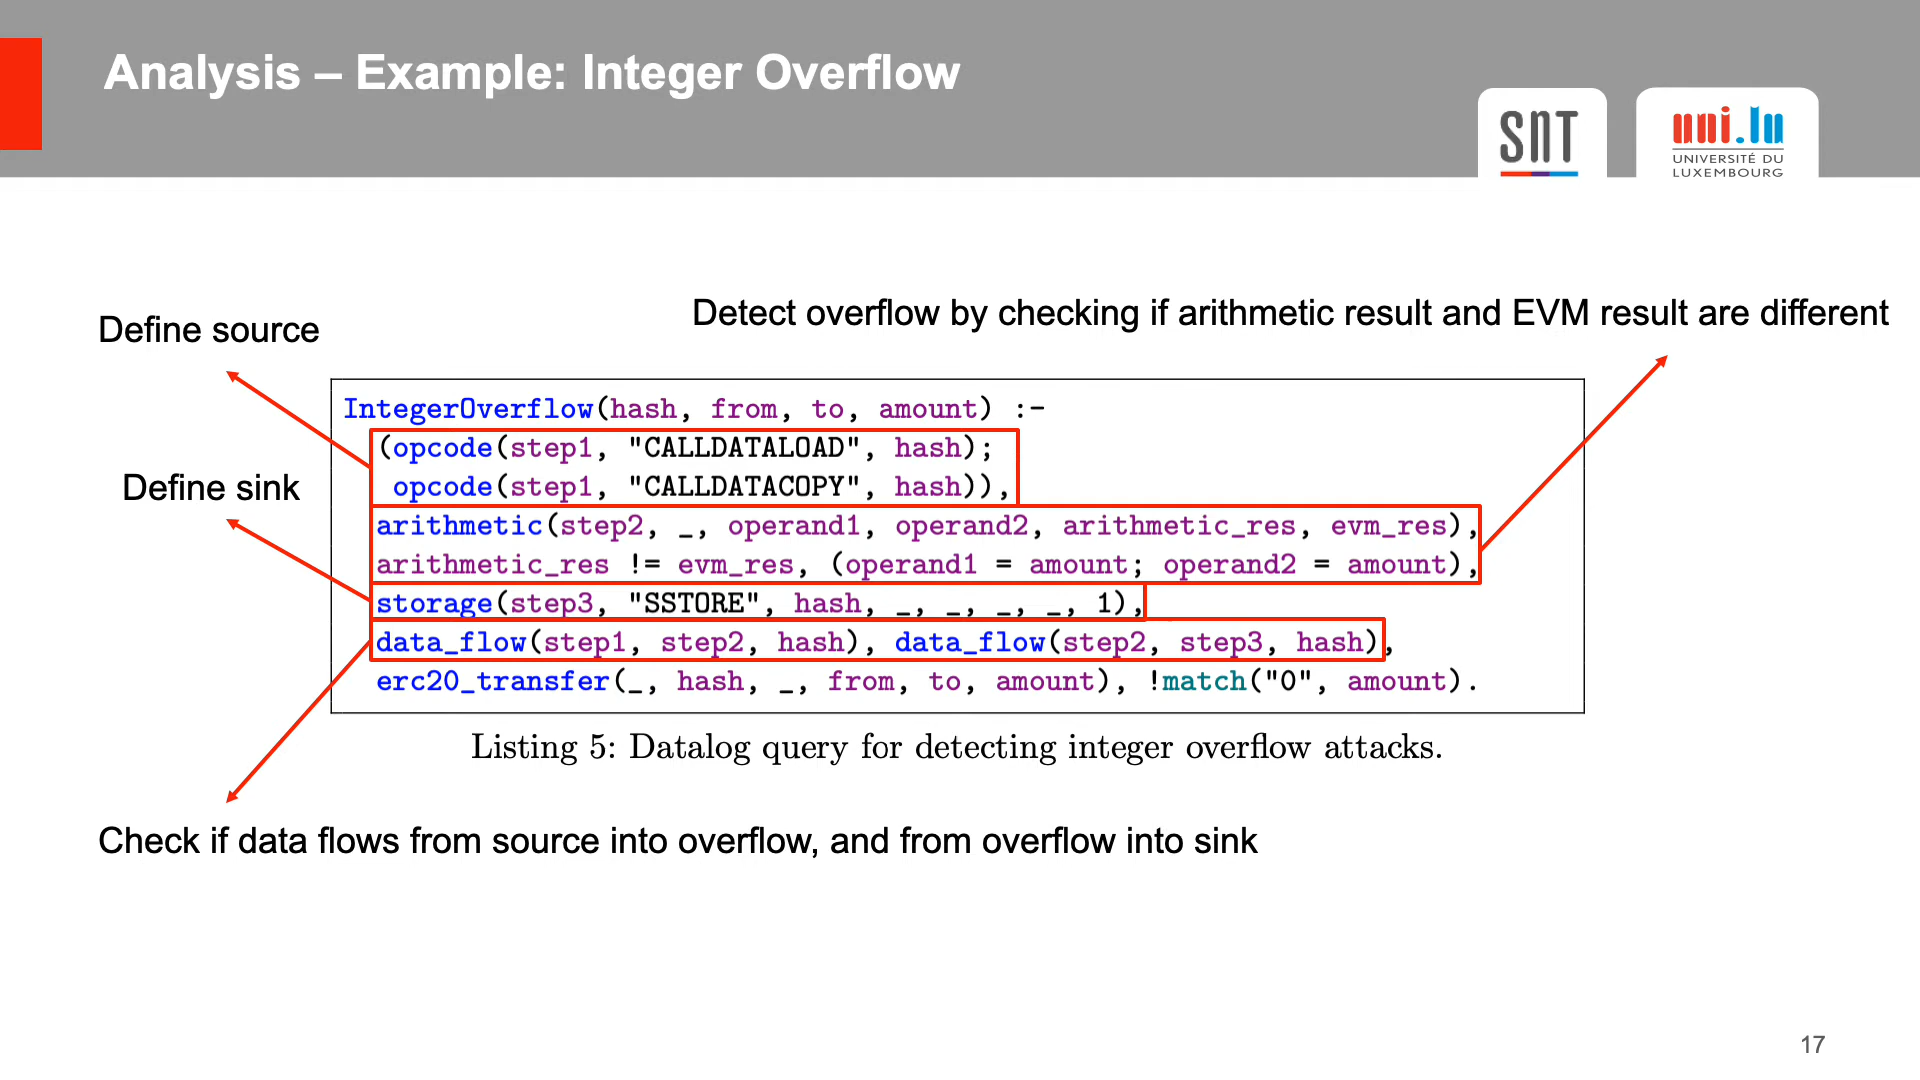 Analysis – Example: Integer Overflow
SNT
uni.lu
UNIVERSITÉ DU
LUXEMBOURG
Define source
Detect overflow by checking if arithmetic result and EVM result are different
Define sink
IntegerOverflow(hash, from, to, amount) :-
(opcode(step1, "CALLDATALOAD", hash);
opcode(step1, "CALLDATACOPY", hash)),
arithmetic(step2, _, operand1, operand2, arithmetic_res, evm_res),
arithmetic_res != evm_res, (operand1 = amount; operand2 = amount),
storage(step3, "SSTORE", hash, _, _, _, _, 1),
data_flow(step1, step2, hash), data_flow(step2, step3, hash),
erc20_transfer(_, hash, _, from, to, amount), !match("0", amount).
Listing 5: Datalog query for detecting integer overflow attacks.
Check if data flows from source into overflow, and from overflow into sink
17